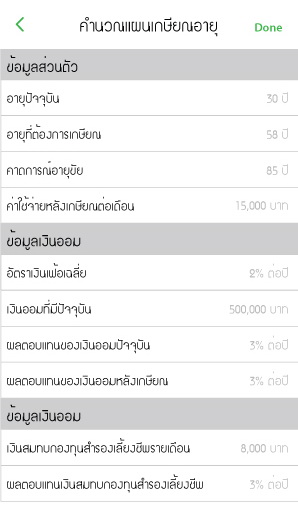 คำนวณแผนเกษียณอายุ Done
ข้อมูลส่วนตัว
อายุปัจจุบัน 30 ปี
อายุที่ต้องการเกษียณ 58 ปี
คาดการณ์อายุขัย 85 ปี
ค่าใช้จ่ายหลังเกษียณต่อเดือน 15,000 บาท
ข้อมูลเงินออม
อัตราเงินเฟ้อเฉลี่ย 2% ต่อปี
เงินออมที่มีปัจจุบัน 500,000 บาท
ผลตอบแทนของเงินออมปัจจุบัน 3% ต่อปี
ผลตอบแทนของเงินออมหลังเกษียณ 3% ต่อปี
ข้อมูลเงินออม
เงินสมทบกองทุนสำรองเลี้ยงชีพรายเดือน 8,000 บาท
ผลตอบแทนเงินสมทบกองทุนสำรองเลี้ยงชีพ 3% ต่อปี